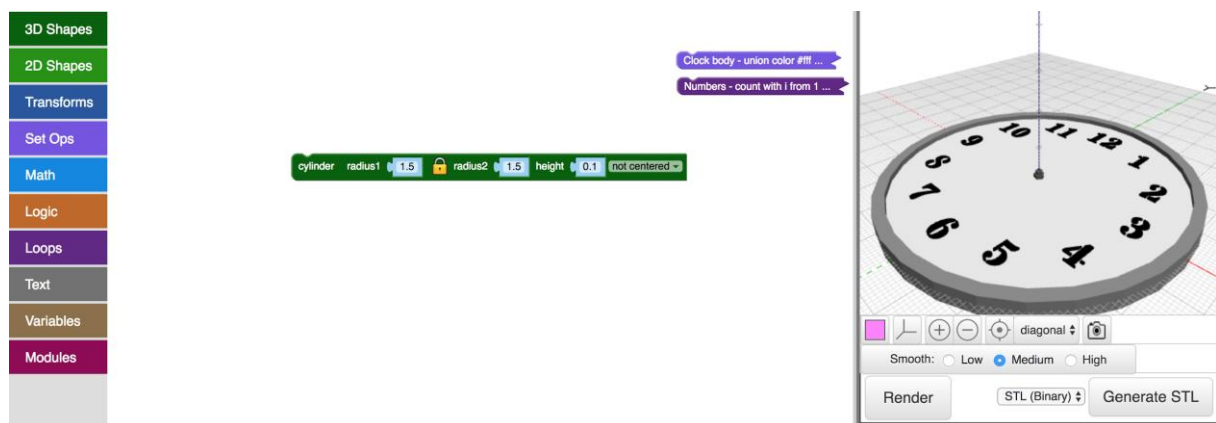 3D Shapes
2D Shapes
Transforms
Set Ops
Math
Logic
Loops
Text
Variables
Modules
Clock body - union color #fff ...
Numbers - count with i from 1 ...
cylinder radius1 1.5 radius2 1.5 height 0.1 not centered
10 11 12
9 1
8 2
7 3
6
5 4
diagonal
Smooth: Low Medium High
Render STL (Binary) Generate STL